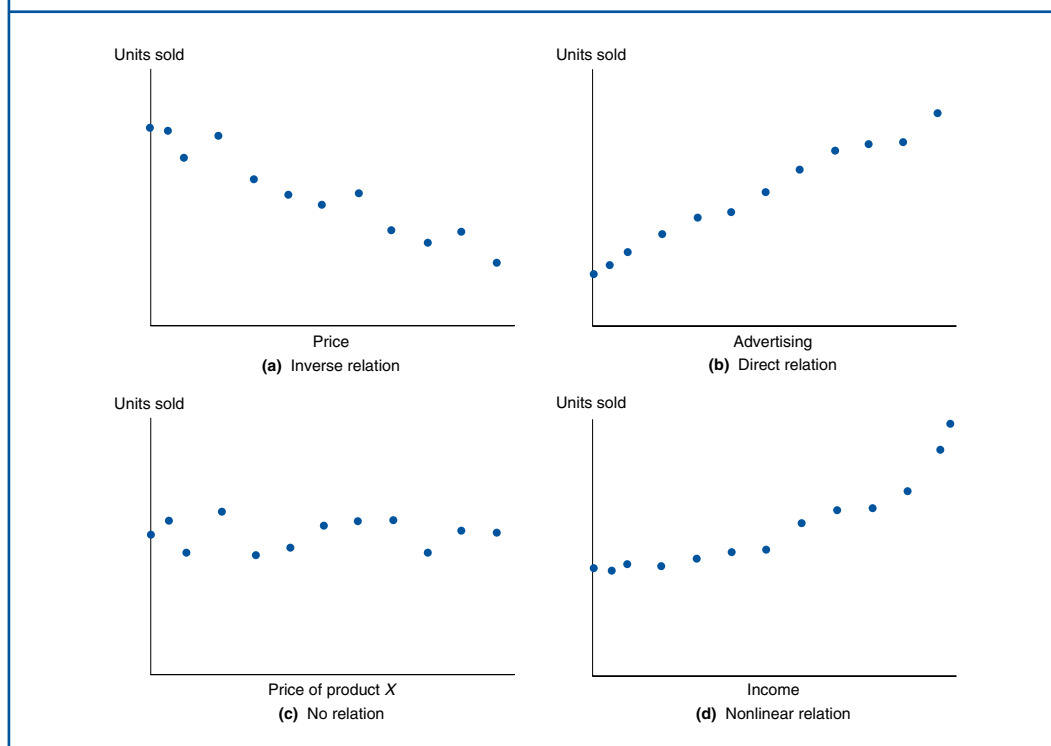 Units sold
Price
(a) Inverse relation
Units sold
Advertising
(b) Direct relation
Units sold
Price of product X
(c) No relation
Units sold
Income
(d) Nonlinear relation